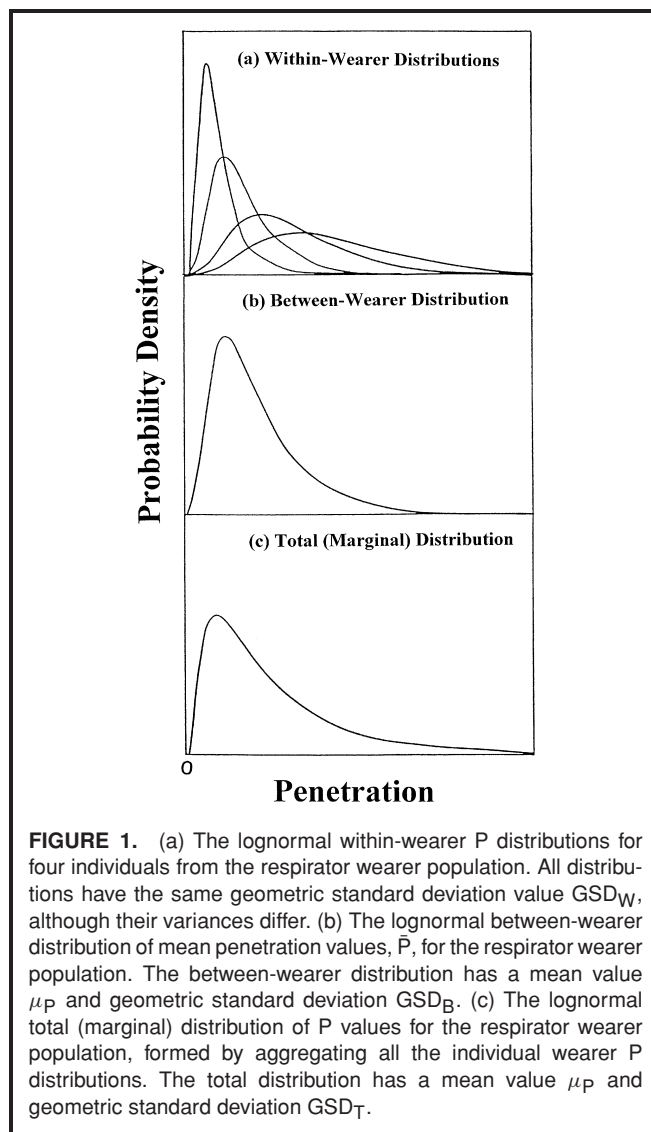 (a) Within-Wearer Distributions
(b) Between-Wearer Distribution
Probability Density
(c) Total (Marginal) Distribution
0
Penetration
FIGURE 1. (a) The lognormal within-wearer P distributions for
four individuals from the respirator wearer population. All distribu-
tions have the same geometric standard deviation value GSDW,
although their variances differ. (b) The lognormal between-wearer
distribution of mean penetration values, P̄, for the respirator wearer
population. The between-wearer distribution has a mean value
μP and geometric standard deviation GSDB. (c) The lognormal
total (marginal) distribution of P values for the respirator wearer
population, formed by aggregating all the individual wearer P
distributions. The total distribution has a mean value μP and
geometric standard deviation GSDT.